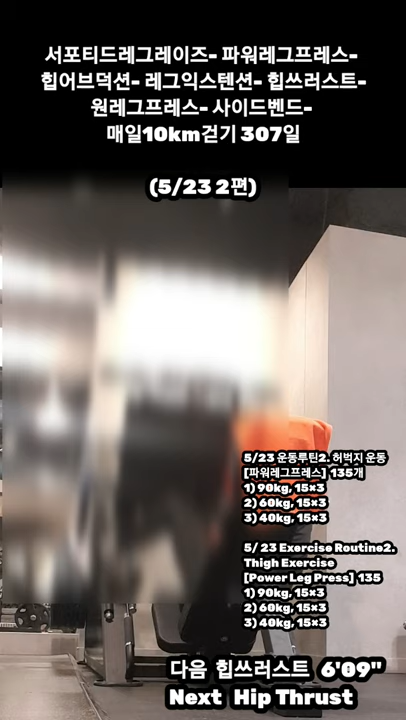 서포티드레그레이즈- 파워레그프레스-
힙어브덕션- 레그익스텐션- 힙쓰러스트-
원레그프레스- 사이드벤드-
매일10km걷기 307일
(5/23 2편)
5/23 운동루틴2. 허벅지 운동
[파워레그프레스] 135개
1) 90kg, 15×3
2) 60kg, 15×3
3) 40kg, 15×3
5/ 23 Exercise Routine2.
Thigh Exercise
[Power Leg Press] 135
1) 90kg, 15×3
2) 60kg, 15×3
3) 40kg, 15×3
다음 힙쓰러스트 6'09"
Next Hip Thrust